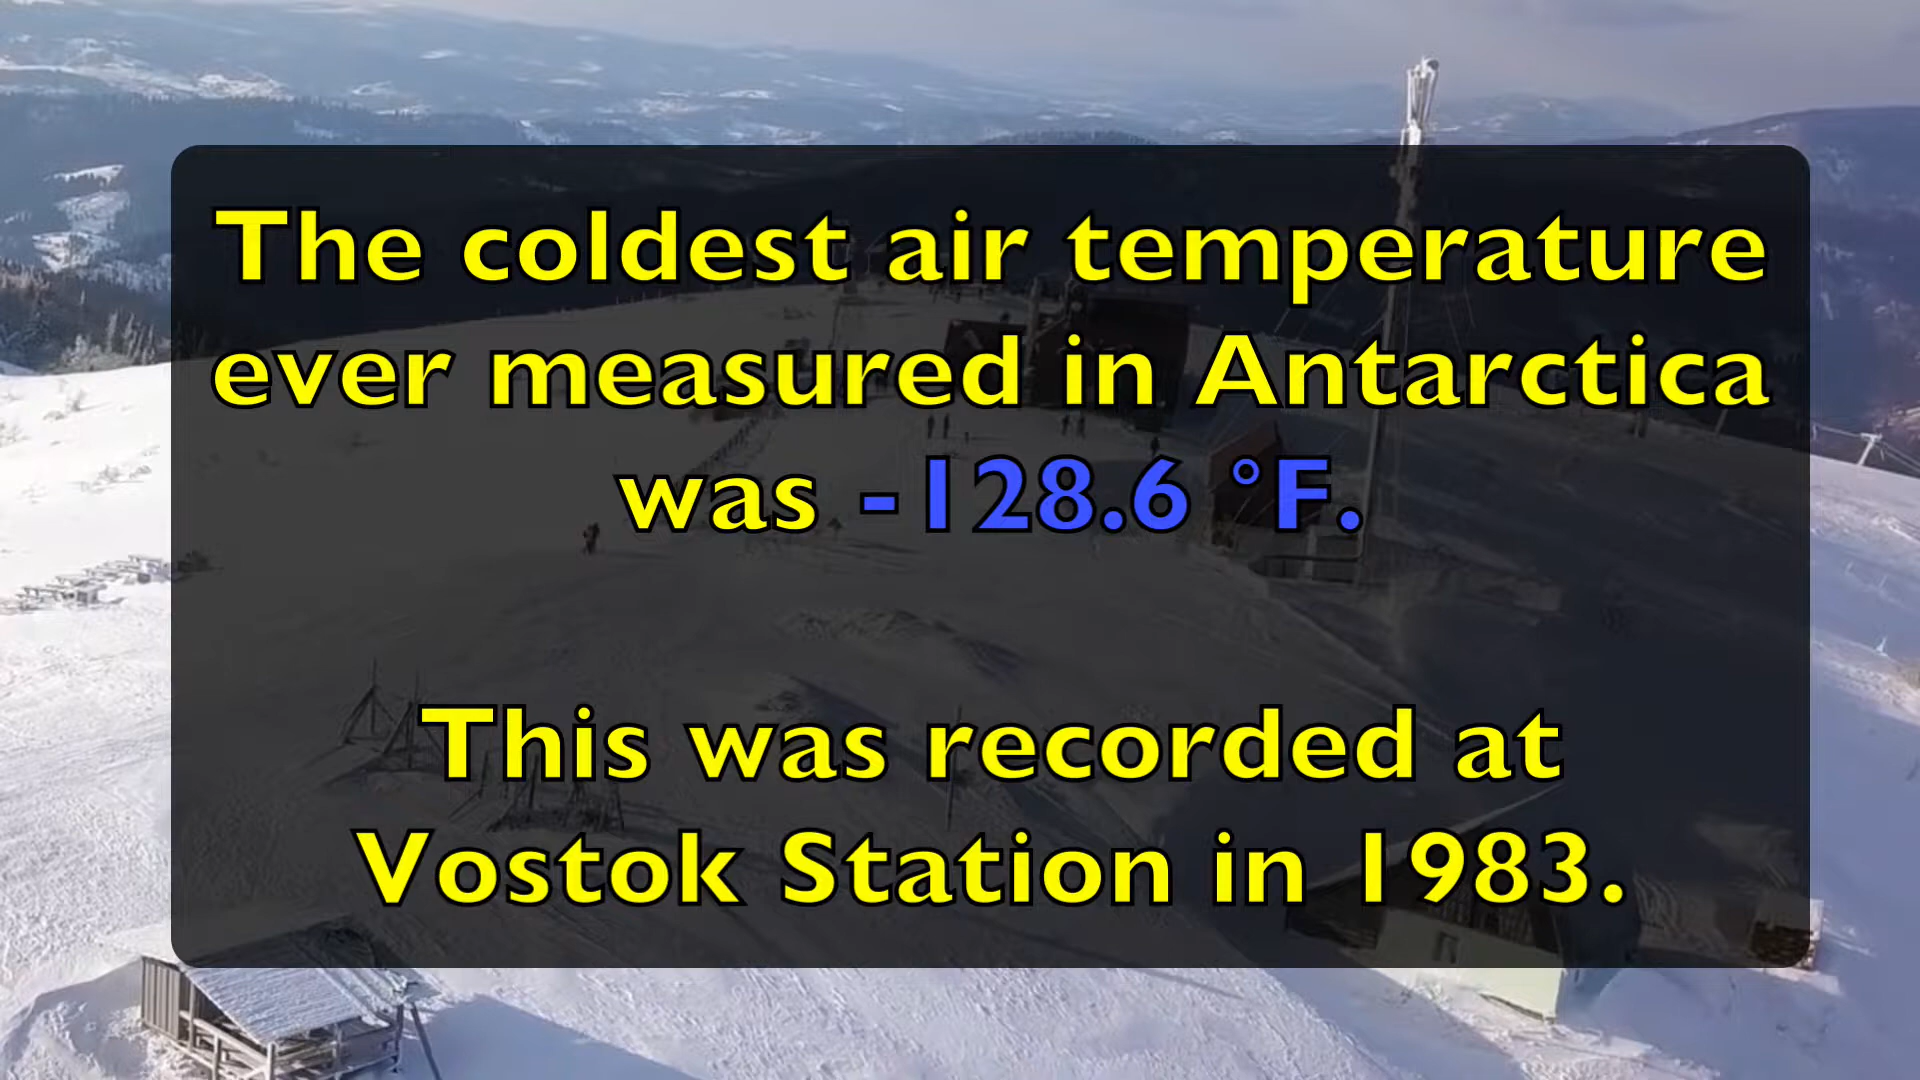 The coldest air temperature
ever measured in Antarctica
was -128.6 °F.
This was recorded at
Vostok Station in 1983.